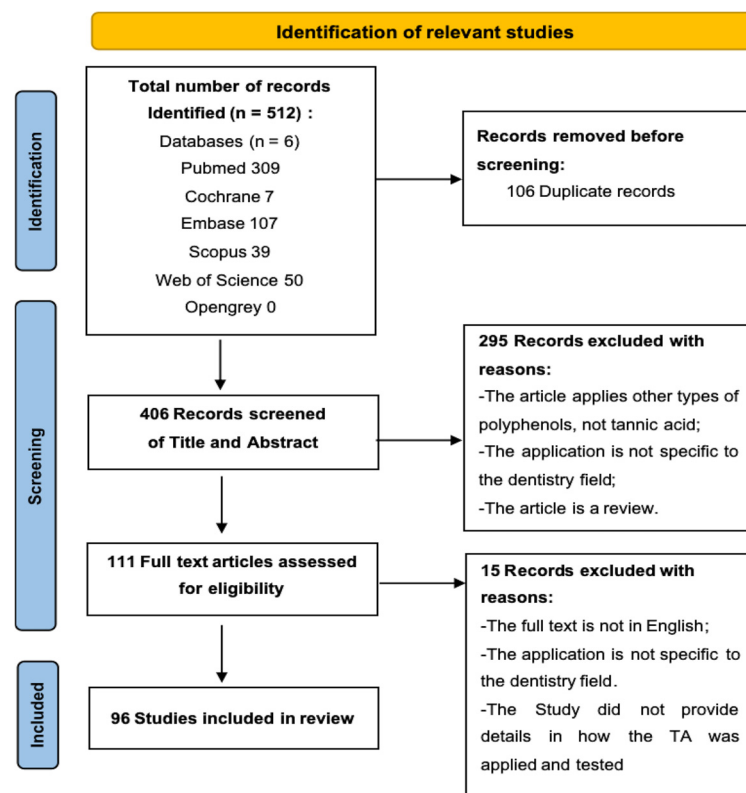 Identification of relevant studies
Identification
Total number of records
Identified (n = 512) :
Databases (n = 6)
Pubmed 309
Cochrane 7
Embase 107
Scopus 39
Web of Science 50
Opengrey 0
Records removed before
screening:
106 Duplicate records
Screening
406 Records screened
of Title and Abstract
295 Records excluded with
reasons:
-The article applies other types of
polyphenols, not tannic acid;
-The application is not specific to
the dentistry field;
-The article is a review.
111 Full text articles assessed
for eligibility
15 Records excluded with
reasons:
-The full text is not in English;
-The application is not specific to
the dentistry field.
-The Study did not provide
details in how the TA was
applied and tested
Included
96 Studies included in review